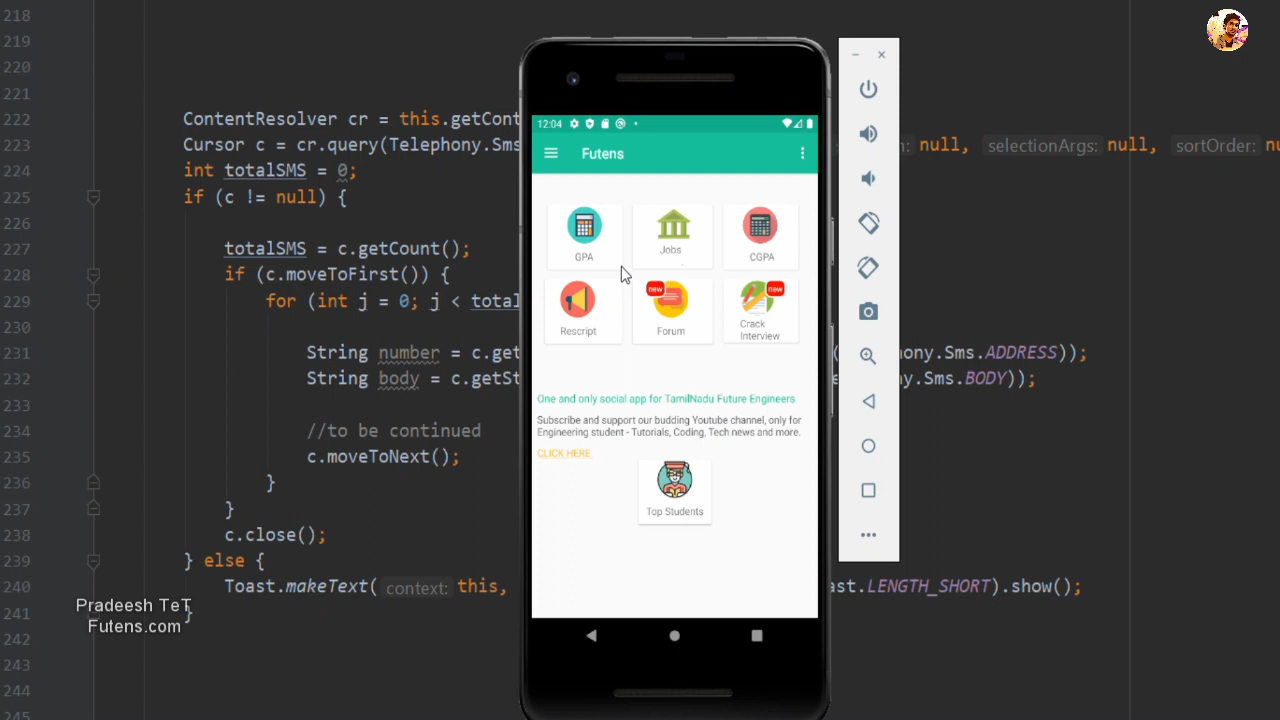 218
219
220
221
222 ContentResolver cr = this.getCont
223 Cursor c = cr.query(Telephony.Sms null, selectionArgs: null, sortOrder: nu
224 int totalSMS = 0;
225 if (c != null) {
226
227 totalSMS = c.getCount();
228 if (c.moveToFirst()) {
229 for (int j = 0; j < total
230
231 String number = c.get ony.Sms.ADDRESS));
232 String body = c.getSt y.Sms.BODY));
233
234 //to be continued
235 c.moveToNext();
236 }
237 }
238 c.close();
239 } else {
240 Toast.makeText( context: this, ast.LENGTH_SHORT).show();
241 }
242
243
244
245
Pradeesh TeT
Futens.com
12:04
Futens
GPA
Jobs
CGPA
Rescript
new
Forum
new
Crack
Interview
One and only social app for TamilNadu Future Engineers
Subscribe and support our budding Youtube channel, only for
Engineering student - Tutorials, Coding, Tech news and more.
CLICK HERE
Top Students